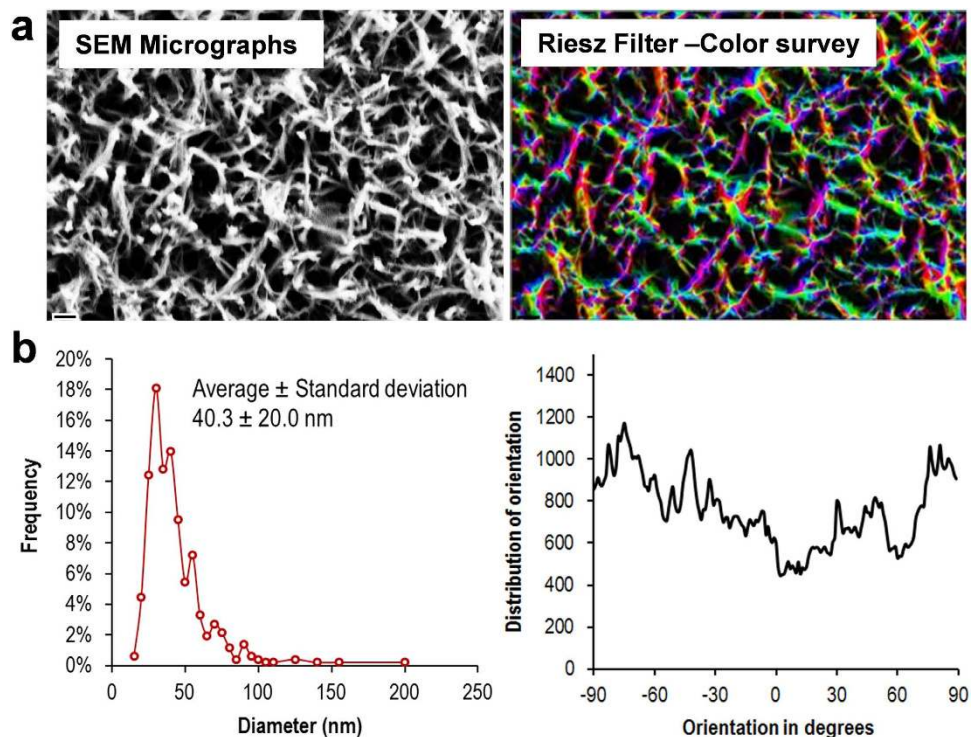 a
SEM Micrographs
Riesz Filter –Color survey
b
20%
18%
16%
14%
12%
10%
8%
6%
4%
2%
0%
Frequency
Average ± Standard deviation
40.3 ± 20.0 nm
0 50 100 150 200 250
Diameter (nm)
1400
1200
1000
800
600
400
200
0
Distribution of orientation
-90 -60 -30 0 30 60 90
Orientation in degrees